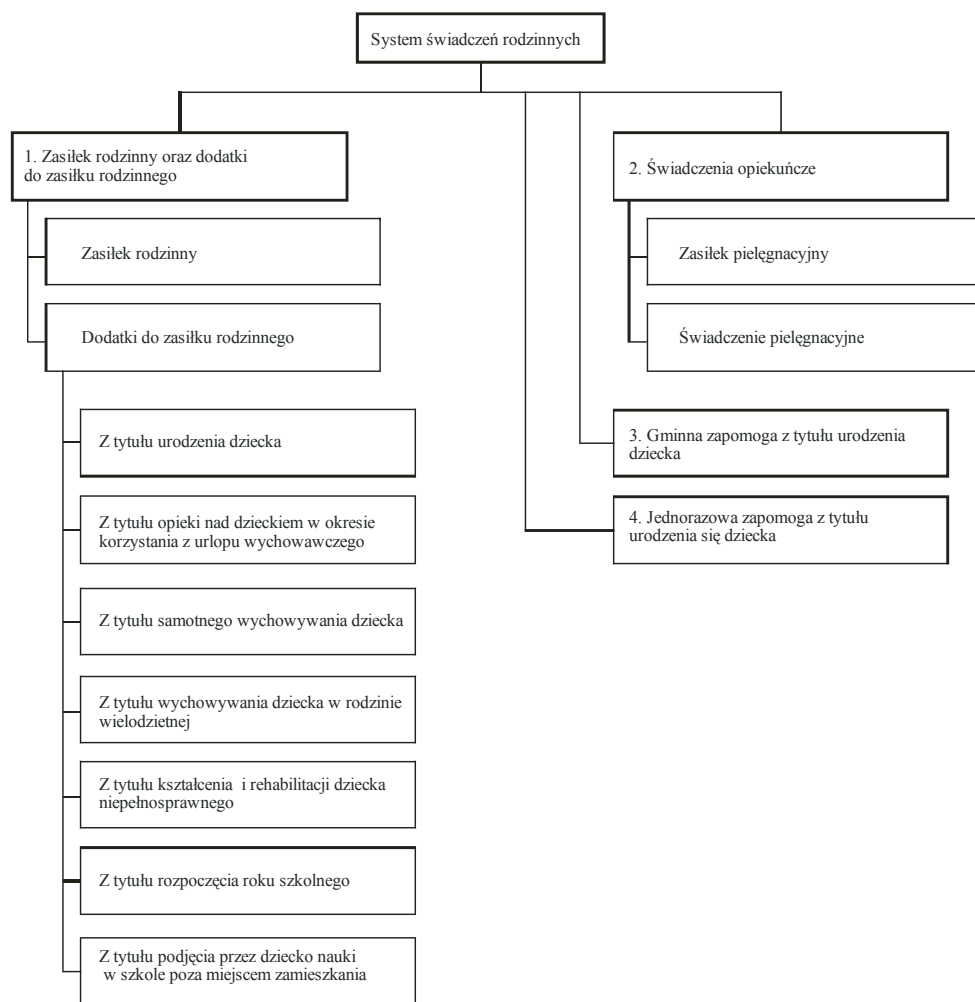 System świadczeń rodzinnych
1. Zasiłek rodzinny oraz dodatki
do zasiłku rodzinnego
Zasiłek rodzinny
Dodatki do zasiłku rodzinnego
Z tytułu urodzenia dziecka
Z tytułu opieki nad dzieckiem w okresie
korzystania z urlopu wychowawczego
Z tytułu samotnego wychowywania dziecka
Z tytułu wychowywania dziecka w rodzinie
wielodzietnej
Z tytułu kształcenia i rehabilitacji dziecka
niepełnosprawnego
Z tytułu rozpoczęcia roku szkolnego
Z tytułu podjęcia przez dziecko nauki
w szkole poza miejscem zamieszkania
2. Świadczenia opiekuńcze
Zasiłek pielęgnacyjny
Świadczenie pielęgnacyjne
3. Gminna zapomoga z tytułu urodzenia
dziecka
4. Jednorazowa zapomoga z tytułu
urodzenia się dziecka